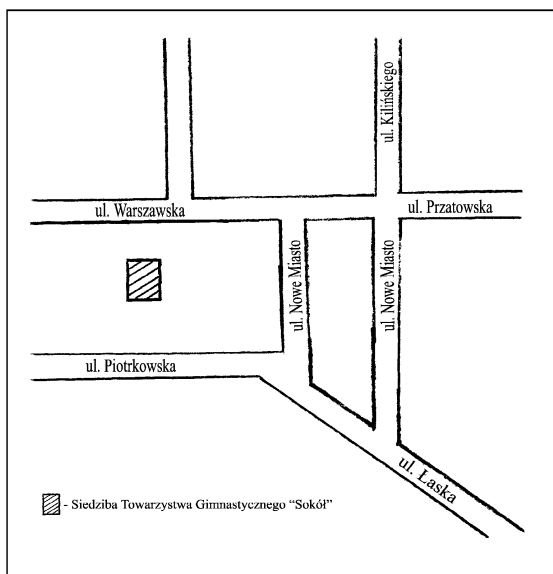 ul. Kilińskiego
ul. Warszawska
ul. Przatowska
ul. Nowe Miasto
ul. Nowe Miasto
ul. Piotrkowska
ul. Łaska
- Siedziba Towarzystwa Gimnastycznego "Sokół"